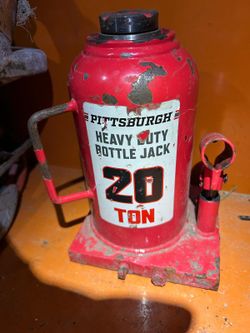 PITTSBURGH
HEAVY DUTY
BOTTLE JACK
20
TON